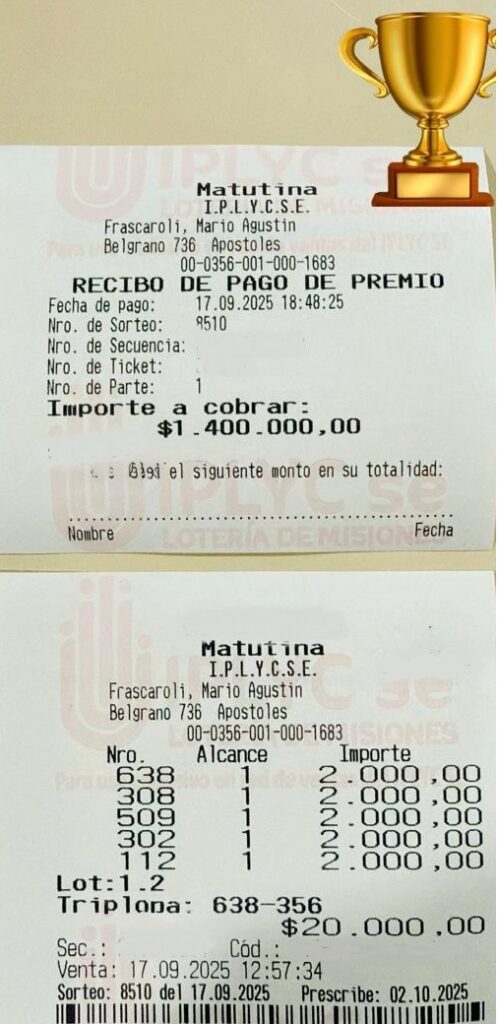 Matutina
I.P.L.Y.C.S.E.
Frascaroli, Mario Agustin
Belgrano 736 Apostoles
00-0356-001-000-1683
RECIBO DE PAGO DE PREMIO
Fecha de pago: 17.09.2025 18:48:25
Nro. de Sorteo: 8510
Nro. de Secuencia:
Nro. de Ticket:
Nro. de Parte: 1
Importe a cobrar:
$1.400.000,00
el siguiente monto en su totalidad:
IPLYC se
Nombre Fecha
LOTERÍA DE MISIONES
Matutina
I.P.L.Y.C.S.E.
Frascaroli, Mario Agustin
Belgrano 736 Apostoles
00-0356-001-000-1683
Nro. Alcance Importe
638 1 2.000,00
308 1 2.000,00
509 1 2.000,00
302 1 2.000,00
112 1 2.000,00
Lot:1.2
Triplona: 638-356
$20.000,00
Sec.: Cód.:
Venta: 17.09.2025 12:57:34
Sorteo: 8510 del 17.09.2025 Prescribe: 02.10.2025